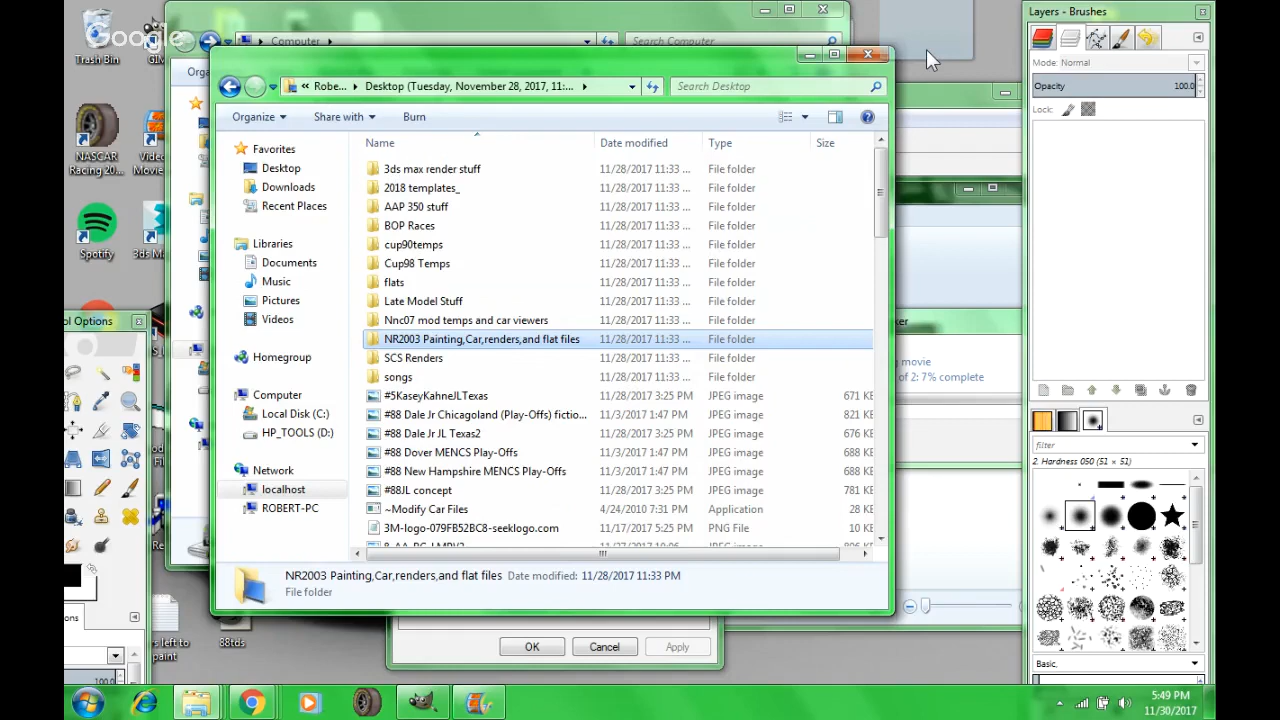 Google
Trash Bin
NASCAR
Racing 20...
Spotify
Computer
Search Computer
Robe...
Desktop (Tuesday, November 28, 2017, 11:...
Search Desktop
Organize
Share with
Burn
Name
Date modified
Type
Size
Favorites
Desktop
Downloads
Recent Places
Libraries
Documents
Music
Pictures
Videos
Homegroup
Computer
Local Disk (C:)
HP_TOOLS (D:)
Network
localhost
ROBERT-PC
3ds max render stuff 11/28/2017 11:33 ... File folder
2018 templates_ 11/28/2017 11:33 ... File folder
AAP 350 stuff 11/28/2017 11:33 ... File folder
BOP Races 11/28/2017 11:33 ... File folder
cup90temps 11/28/2017 11:33 ... File folder
Cup98 Temps 11/28/2017 11:33 ... File folder
flats 11/28/2017 11:33 ... File folder
Late Model Stuff 11/28/2017 11:33 ... File folder
Nnc07 mod temps and car viewers 11/28/2017 11:33 ... File folder
NR2003 Painting,Car,renders,and flat files 11/28/2017 11:33 ... File folder
SCS Renders 11/28/2017 11:33 ... File folder
songs 11/28/2017 11:33 ... File folder
#5KaseyKahneJLTexas 11/28/2017 3:25 PM JPEG image 671 KB
#88 Dale Jr Chicagoland (Play-Offs) fictio... 11/3/2017 1:47 PM JPEG image 821 KB
#88 Dale Jr JL Texas2 11/28/2017 3:25 PM JPEG image 676 KB
#88 Dover MENCS Play-Offs 11/3/2017 1:47 PM JPEG image 688 KB
#88 New Hampshire MENCS Play-Offs 11/3/2017 1:47 PM JPEG image 688 KB
#88JL concept 11/28/2017 3:25 PM JPEG image 781 KB
~Modify Car Files 4/24/2010 7:31 PM Application 28 KB
3M-logo-079FB52BC8-seeklogo.com 11/17/2017 5:25 PM PNG File 10 KB
NR2003 Painting,Car,renders,and flat files Date modified: 11/28/2017 11:33 PM
File folder
OK
Cancel
Apply
movie
of 2: 7% complete
Layers - Brushes
Mode: Normal
Opacity 100.0
Lock:
filter
2. Hardness 050 (51 × 51)
Basic,
ol Options
88tds
5:49 PM
11/30/2017